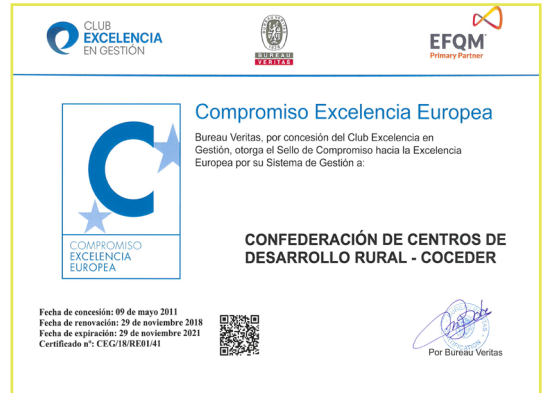 CLUB
EXCELENCIA
EN GESTIÓN
BUREAU
VERITAS
EFQM
Primary Partner
Compromiso Excelencia Europea
Bureau Veritas, por concesión del Club Excelencia en
Gestión, otorga el Sello de Compromiso hacia la Excelencia
Europea por su Sistema de Gestión a:
COMPROMISO
EXCELENCIA
EUROPEA
CONFEDERACIÓN DE CENTROS DE
DESARROLLO RURAL - COCEDER
Fecha de concesión: 09 de mayo 2011
Fecha de renovación: 29 de noviembre 2018
Fecha de expiración: 29 de noviembre 2021
Certificado nº: CEG/18/RE01/41
Por Bureau Veritas